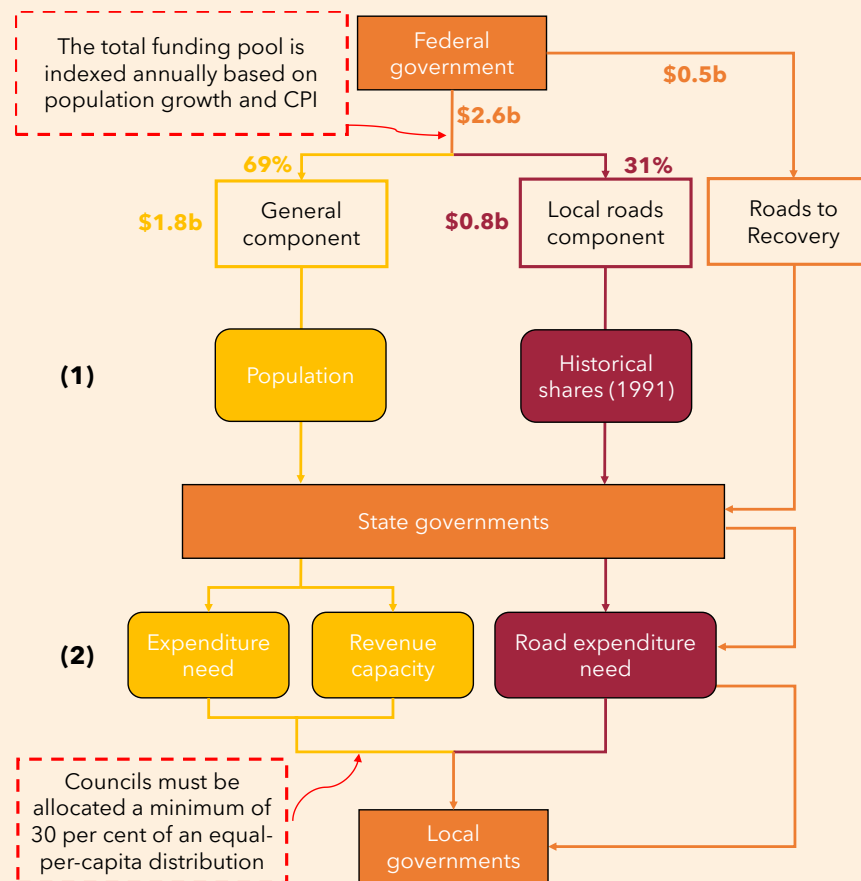 The total funding pool is
indexed annually based on
population growth and CPI
Federal
government
$0.5b
$2.6b
69%
31%
$1.8b
General
component
$0.8b
Local roads
component
Roads to
Recovery
(1)
Population
Historical
shares (1991)
State governments
(2)
Expenditure
need
Revenue
capacity
Road expenditure
need
Councils must be
allocated a minimum of
30 per cent of an equal-
per-capita distribution
Local
governments